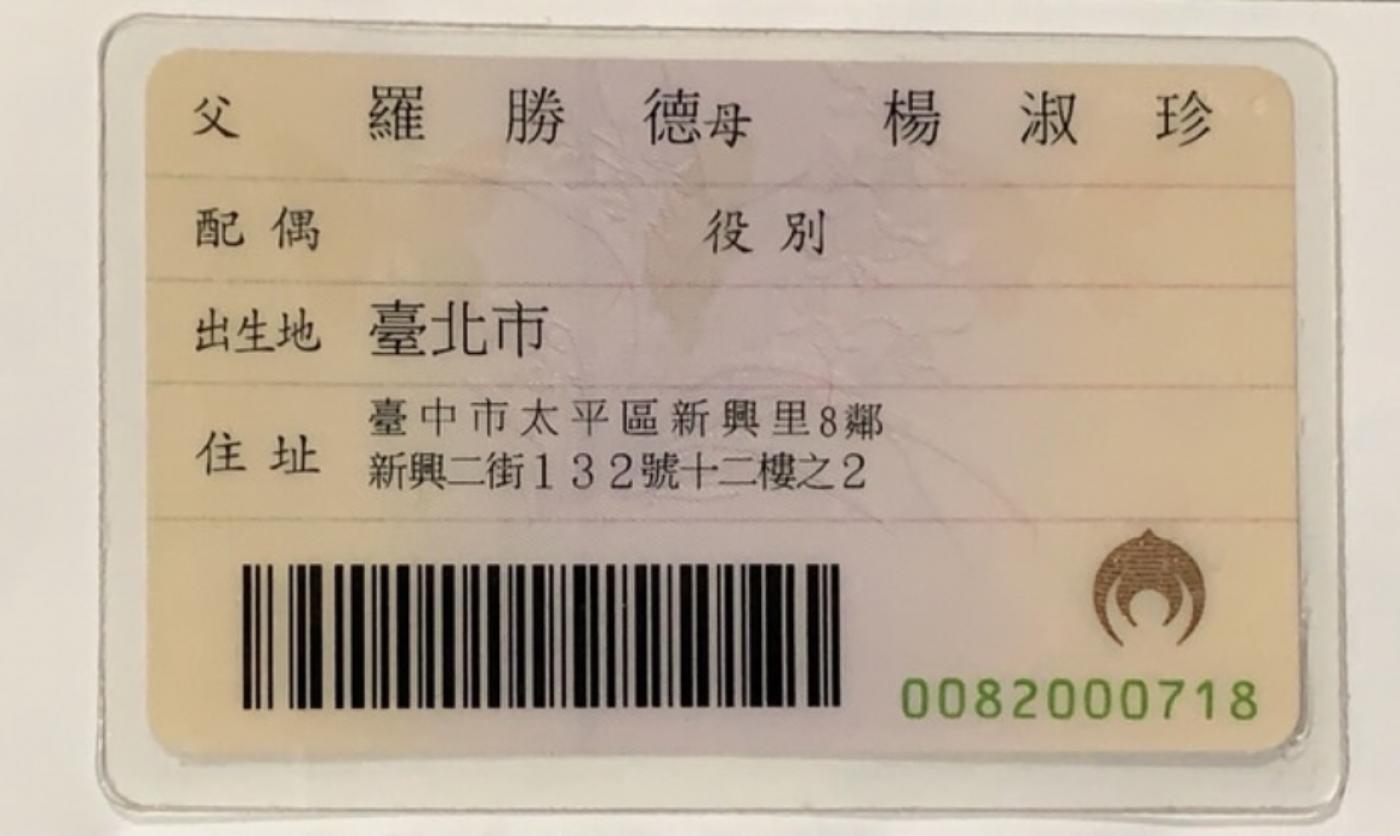 父 羅勝德 母 楊淑珍
配偶 役別
出生地 臺北市
住址 臺中市太平區新興里8鄰
新興二街132號十二樓之2
0082000718